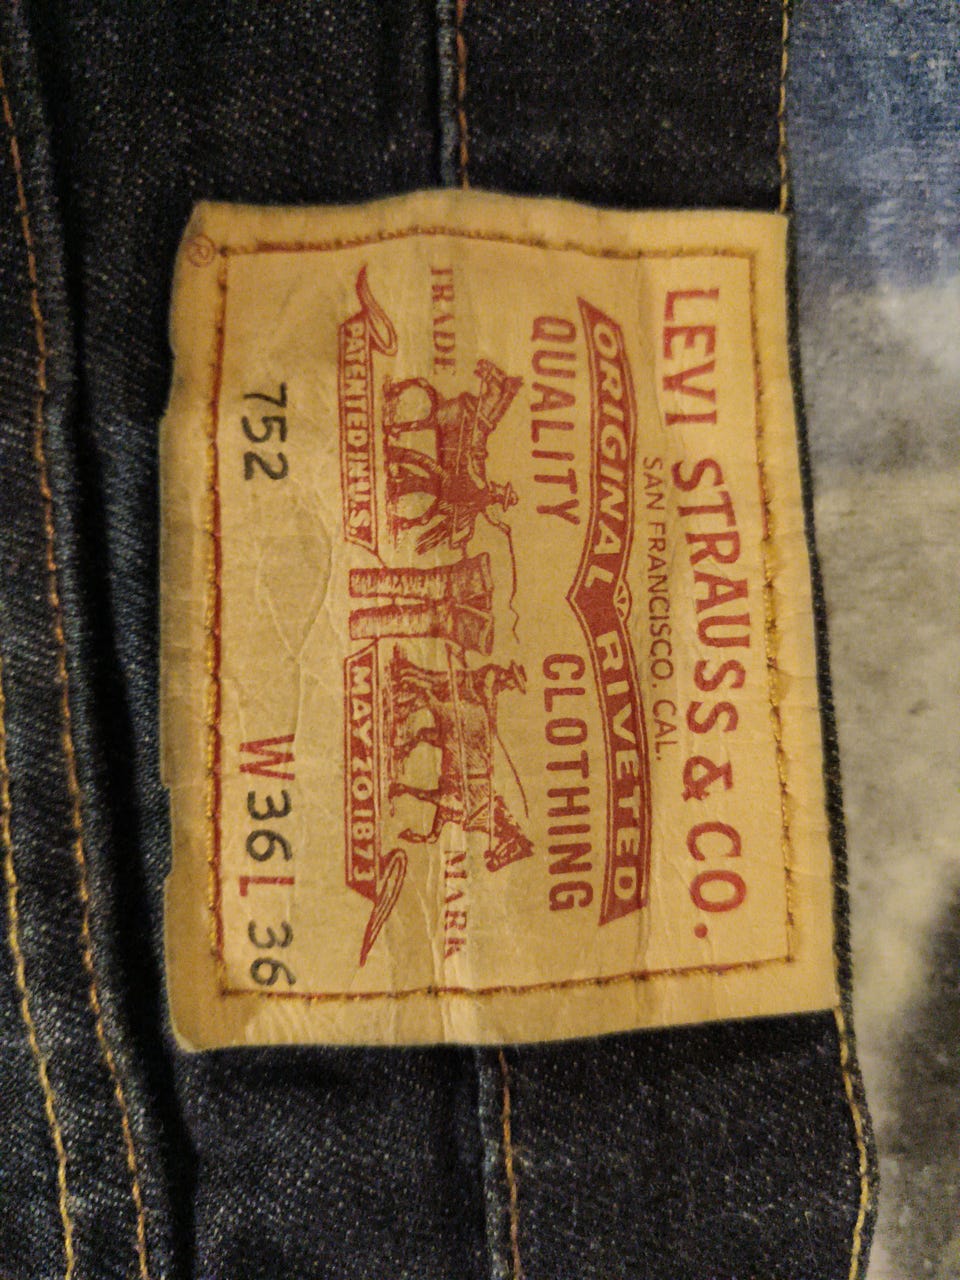 LEVI STRAUSS & CO.
SAN FRANCISCO, CAL.
ORIGINAL RIVETED
QUALITY CLOTHING
TRADE MARK
PATENTED IN U.S. MAY 20 1873
752 W36 L 36
®